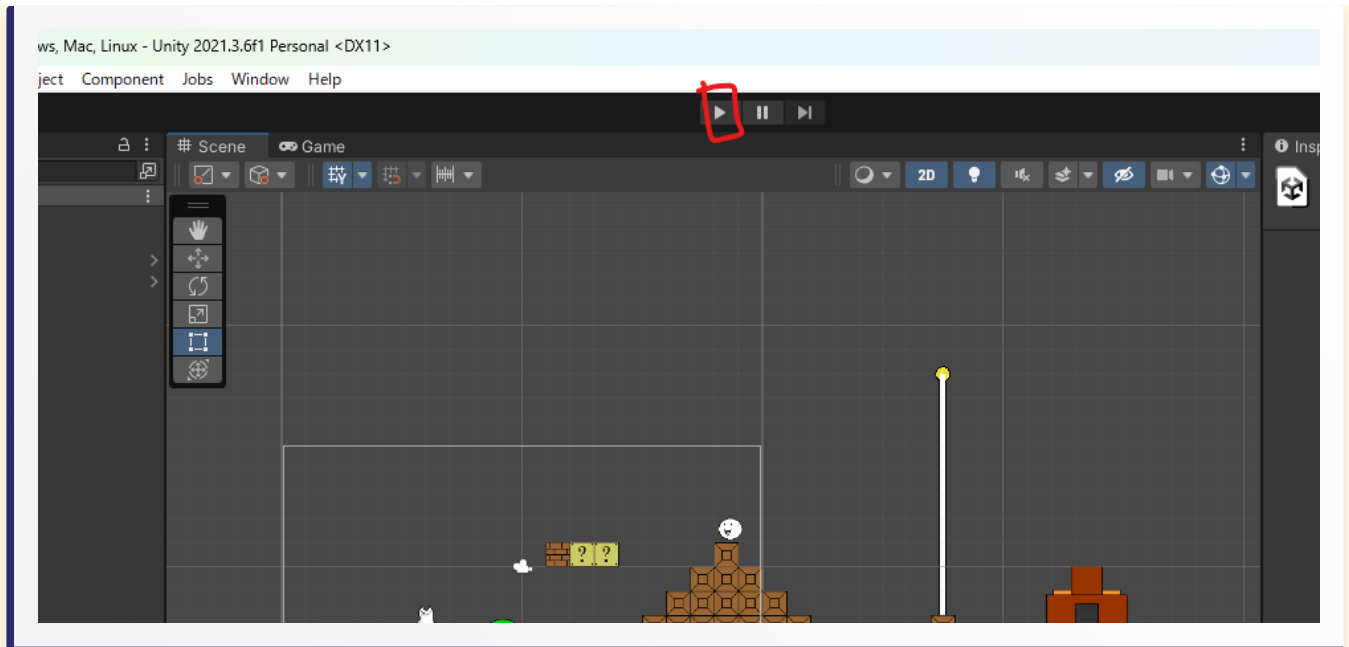 ws, Mac, Linux - Unity 2021.3.6f1 Personal <DX11>
ject Component Jobs Window Help
Scene Game Insp
2D
? ?